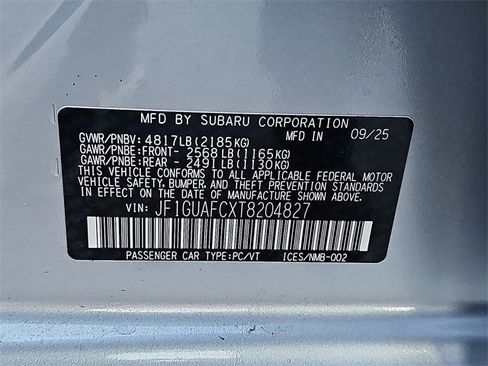 MFD BY SUBARU CORPORATION
MFD IN 09/25
GVWR/PNBV: 4817LB(2185KG)
GAWR/PNBE:FRONT- 2568LB(1165KG)
GAWR/PNBE:REAR - 2491LB(1130KG)
THIS VEHICLE CONFORMS TO ALL APPLICABLE FEDERAL MOTOR
VEHICLE SAFETY, BUMPER,AND THEFT PREVENTION STANDARDS
IN EFFECT ON THE DATE OF MANUFACTURE SHOWN ABOVE.
VIN: JF1GUAFCXT8204827
PASSENGER CAR TYPE:PC/VT ICES/NMB-002